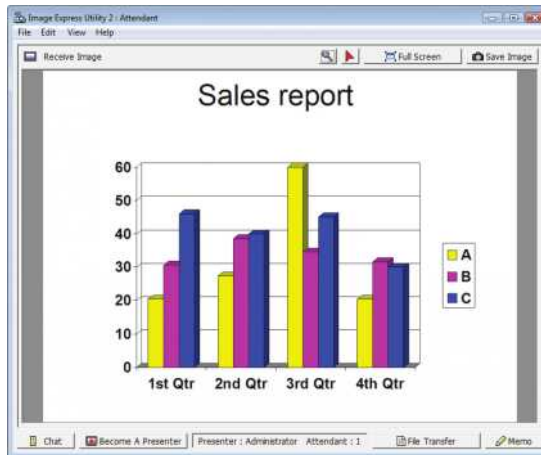 Image Express Utility 2 : Attendant
File Edit View Help
Receive Image
Full Screen
Save Image
Sales report
60
50
40
30
20
10
0
1st Qtr 2nd Qtr 3rd Qtr 4th Qtr
A
B
C
Chat
Become A Presenter
Presenter : Administrator Attendant : 1
File Transfer
Memo